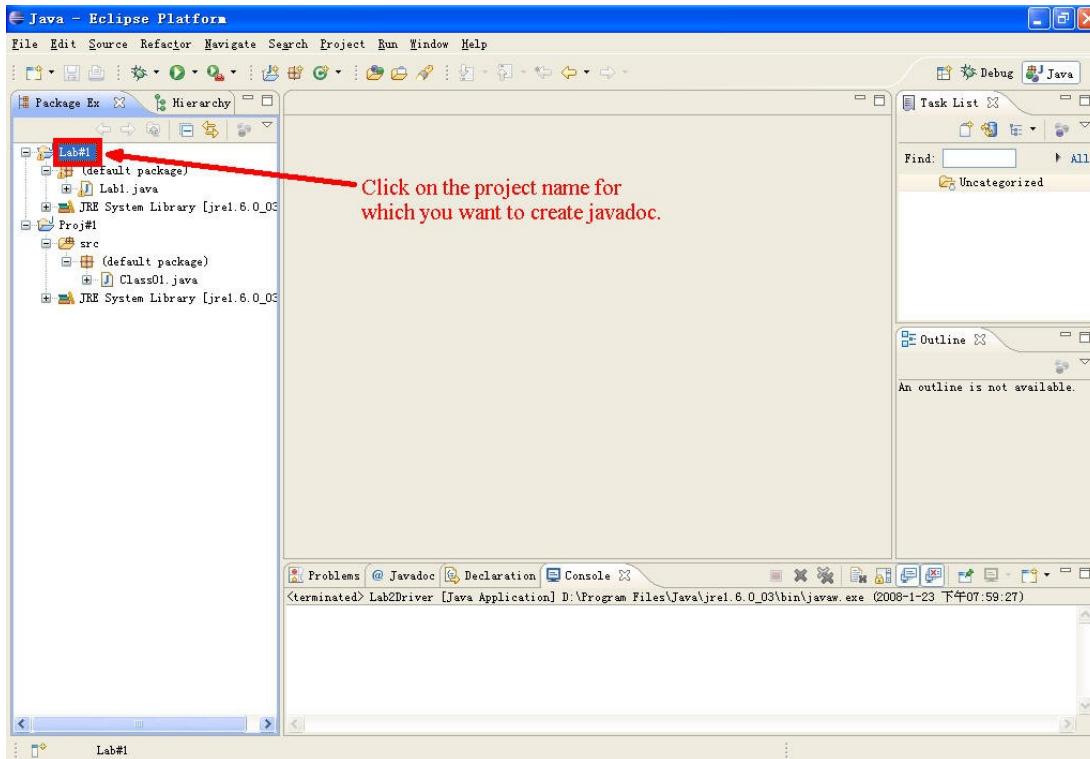 Java - Eclipse Platform
File Edit Source Refactor Navigate Search Project Run Window Help
Debug Java
Package Ex Hierarchy
Lab#1
(default package)
Lab1.java
JRE System Library [jre1.6.0_03
Proj#1
src
(default package)
Class01.java
JRE System Library [jre1.6.0_03
Click on the project name for
which you want to create javadoc.
Task List
Find: All
Uncategorized
Outline
An outline is not available.
Problems @ Javadoc Declaration Console
<terminated> Lab2Driver [Java Application] D:\Program Files\Java\jre1.6.0_03\bin\javaw.exe (2008-1-23 下午07:59:27)
Lab#1